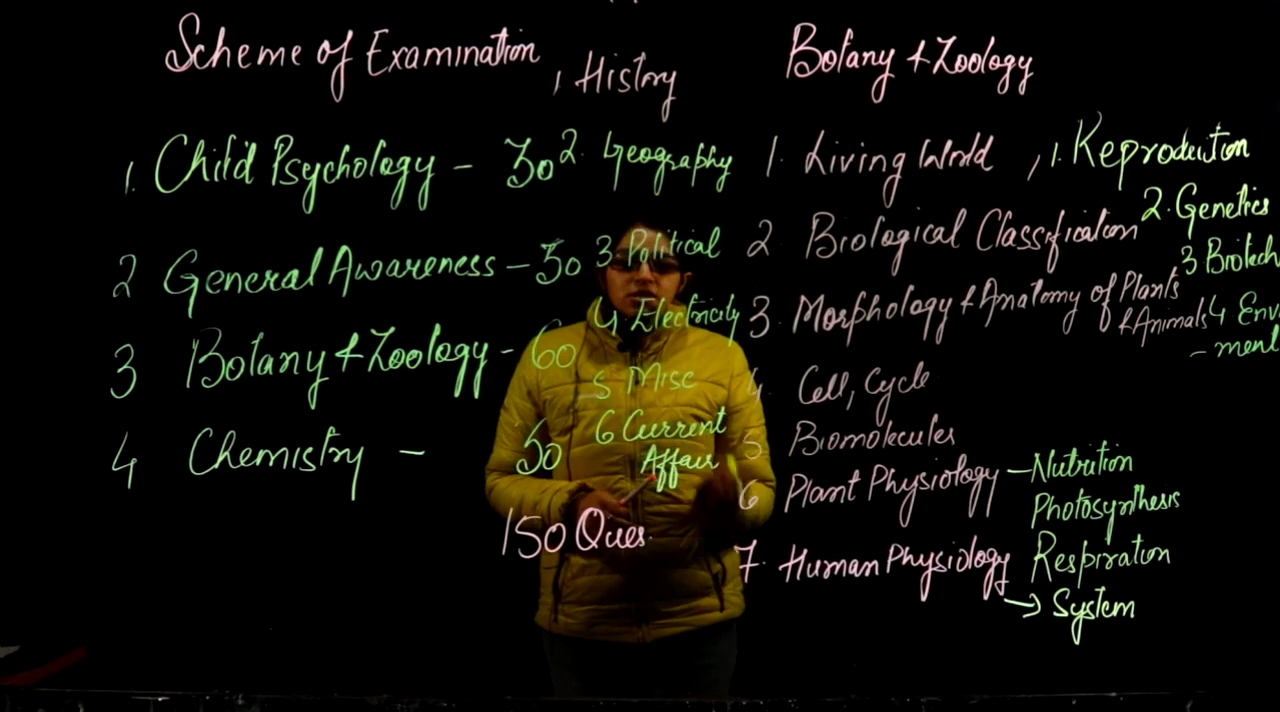 Scheme of Examination
1. Child Psychology - 30
2 General Awareness - 30
3 Botany & Zoology - 60
4 Chemistry - 30
150 Ques.
1. History
2. Geography
3 Political
4. Electricity
5 Misc
6 Current
Affair
Botany & Zoology
1. Living World
2 Biological Classification
3. Morphology & Anatomy of Plants
& Animals
4. Cell, Cycle
5 Biomolecules
6 Plant Physiology - Nutrition
Photosynthesis
Respiration
7. Human Physiology
→ System
, 1. Reproduction
2. Genetics
3 Biotech
4 Env
- ment